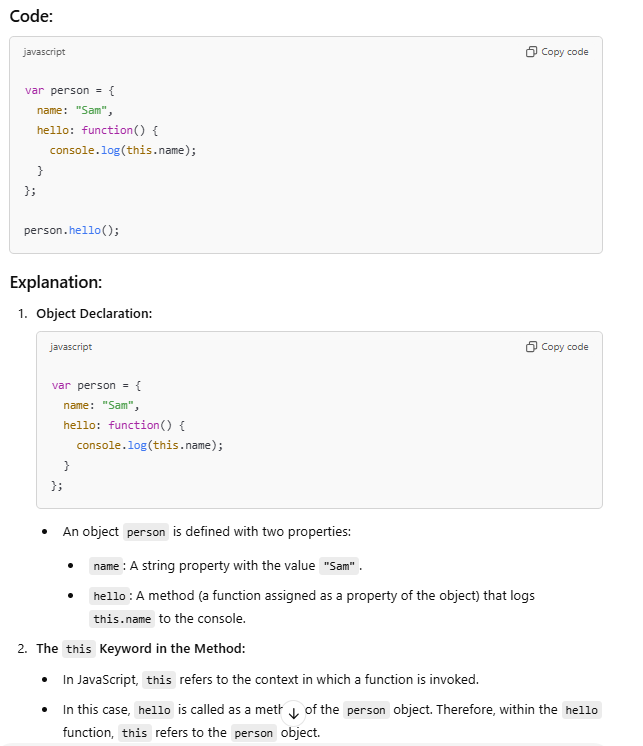 Code:
javascript Copy code
var person = {
  name: "Sam",
  hello: function() {
    console.log(this.name);
  }
};
person.hello();
Explanation:
1. Object Declaration:
javascript Copy code
var person = {
  name: "Sam",
  hello: function() {
    console.log(this.name);
  }
};
• An object person is defined with two properties:
• name: A string property with the value "Sam".
• hello: A method (a function assigned as a property of the object) that logs
this.name to the console.
2. The this Keyword in the Method:
• In JavaScript, this refers to the context in which a function is invoked.
• In this case, hello is called as a of the person object. Therefore, within the hello
function, this refers to the person object.